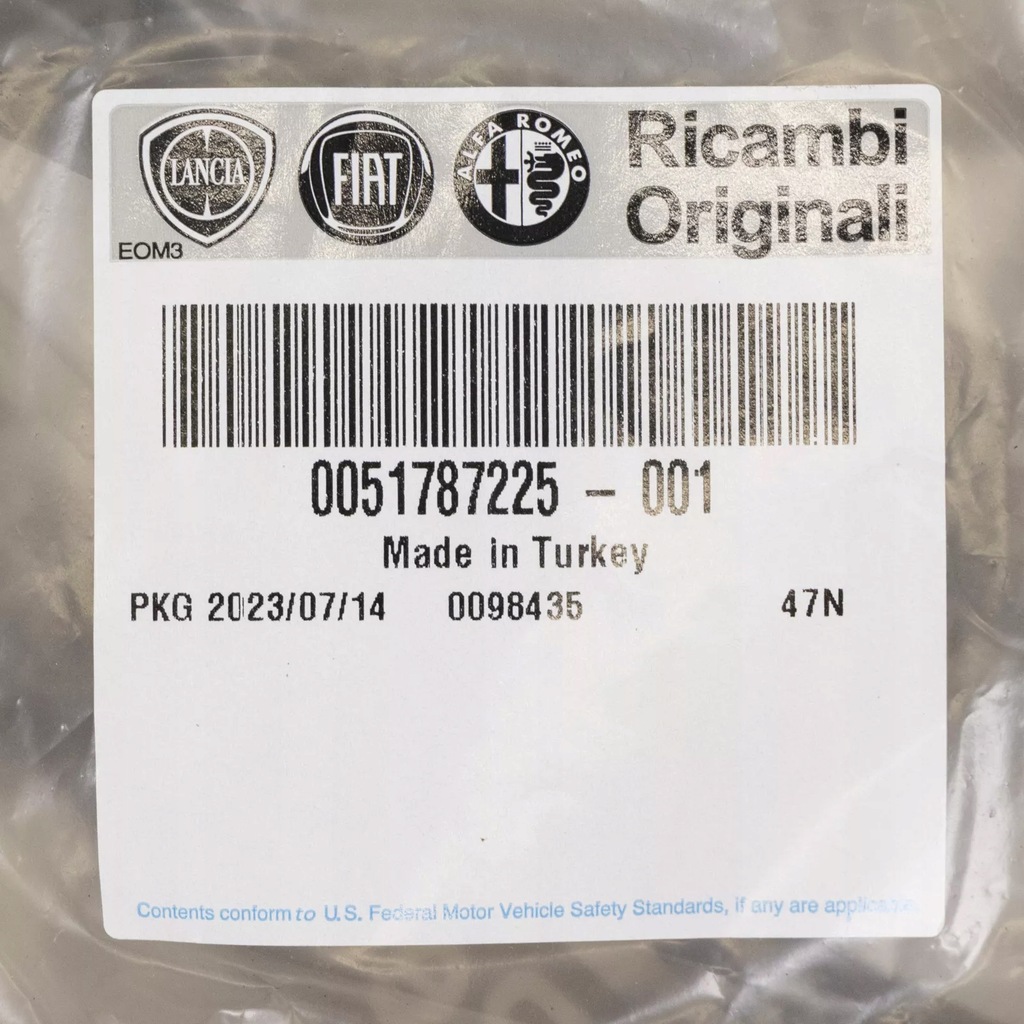 LANCIA
FIAT
ALFA ROMEO
Ricambi
Originali
EOM3
0051787225 - 001
Made in Turkey
PKG 2023/07/14 0098435 47N
Contents conform to U.S. Federal Motor Vehicle Safety Standards, if any are applicable.